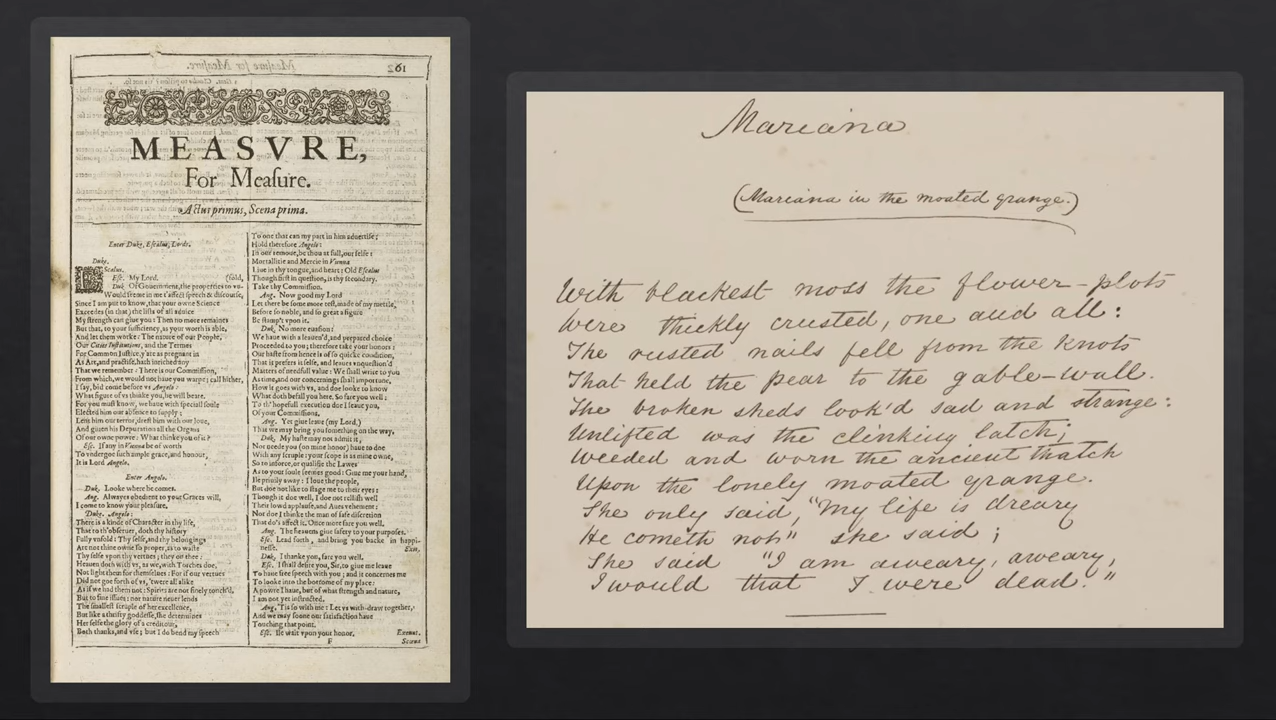 261
MEASVRE,
For Meaſure.
Actus primus, Scena prima.
Enter Duke, Eſcalus, Lords.
Duke.
Scalus.
Eſc. My Lord.
Duk. Of Government, the properties to vn-
(fold,
Would ſeeme in me t'affect ſpeech & diſcourſe,
Since I am put to know, that your owne Science
Exceedes (in that) the liſts of all aduice
My ſtrength can giue you: Then no more remaines
But that, to your ſufficiency, as your worth is able,
And let them worke: The nature of our People,
Our Cities Inſtitutions, and the Termes
For Common Iuſtice, y'are as pregnant in
As Art, and practiſe, hath inriched any
That we remember: There is our Commiſſion,
From which, we would not haue you warpe; call hither,
I ſay, bid come before vs Angelo:
What figure of vs thinke you, he will beare.
For you muſt know, we haue with ſpeciall ſoule
Elected him our abſence to ſupply;
Lent him our terror, dreſt him with our loue,
And giuen his Deputation all the Organs
Of our owne powre: What thinke you of it?
Eſc. If any in Vienna be of worth
To vndergoe ſuch ample grace, and honour,
It is Lord Angelo.
Enter Angelo.
Duk. Looke where he comes.
Ang. Alwayes obedient to your Graces will,
I come to know your pleaſure.
Duke. Angelo:
There is a kinde of Character in thy life,
That to th'obſeruer, doth thy hiſtory
Fully vnfold: Thy ſelfe, and thy belongings
Are not thine owne ſo proper, as to waſte
Thy ſelfe vpon thy vertues; they on thee:
Heauen doth with vs, as we, with Torches doe,
Not light them for themſelues: For if our vertues
Did not goe forth of vs, 'twere all alike
As if we had them not: Spirits are not finely touch'd,
But to fine iſſues: nor nature neuer lends
The ſmalleſt ſcruple of her excellence,
But like a thrifty goddeſſe, ſhe determines
Her ſelfe the glory of a creditour,
Both thanks, and vſe; but I do bend my ſpeech
To one that can my part in him aduertiſe;
Hold therefore Angelo:
In our remoue, be thou at full, our ſelfe:
Mortallitie and Mercie in Vienna
Liue in thy tongue, and heart: Old Eſcalus
Though firſt in queſtion, is thy ſecondary.
Take thy Commiſſion.
Ang. Now good my Lord
Let there be ſome more teſt, made of my mettle,
Before ſo noble, and ſo great a figure
Be ſtamp't vpon it.
Duk. No more euaſion:
We haue with a leauen'd, and prepared choice
Proceeded to you; therefore take your honors:
Our haſte from hence is of ſo quicke condition,
That it prefers it ſelfe, and leaues vnqueſtion'd
Matters of needfull value: We ſhall write to you
As time, and our concernings ſhall importune,
How it goes with vs, and doe looke to know
What doth befall you here. So fare you well:
To th' hopefull execution doe I leaue you,
Of your Commiſſions.
Ang. Yet giue leaue (my Lord,)
That we may bring you ſomething on the way.
Duk. My haſte may not admit it,
Nor neede you (on mine honor) haue to doe
With any ſcruple: your ſcope is as mine owne,
So to inforce, or qualifie the Lawes
As to your ſoule ſeemes good: Giue me your hand,
Ile priuily away: I loue the people,
But doe not like to ſtage me to their eyes:
Though it doe well, I doe not relliſh well
Their lowd applauſe, and Aues vehement:
Nor doe I thinke the man of ſafe diſcretion
That do's affect it. Once more fare you well.
Ang. The heauens giue ſafety to your purpoſes.
Eſc. Lead forth, and bring you backe in happi-
neſſe.
Exit.
Duk. I thanke you, fare you well.
Eſc. I ſhall deſire you, Sir, to giue me leaue
To haue free ſpeech with you; and it concernes me
To looke into the bottome of my place:
A powre I haue, but of what ſtrength and nature,
I am not yet inſtructed.
Ang. 'Tis ſo with me: Let vs with-draw together,
And we may ſoone our ſatisfaction haue
Touching that point.
Eſc. Ile wait vpon your honor.
Exeunt.
F
Scena
Mariana
(Mariana in the moated grange.)
With blackest moss the flower-plots
Were thickly crusted, one and all:
The rusted nails fell from the knots
That held the pear to the gable-wall.
The broken sheds look'd sad and strange:
Unlifted was the clinking latch;
Weeded and worn the ancient thatch
Upon the lonely moated grange.
She only said, "My life is dreary
He cometh not" she said;
She said "I am aweary, aweary,
I would that I were dead."